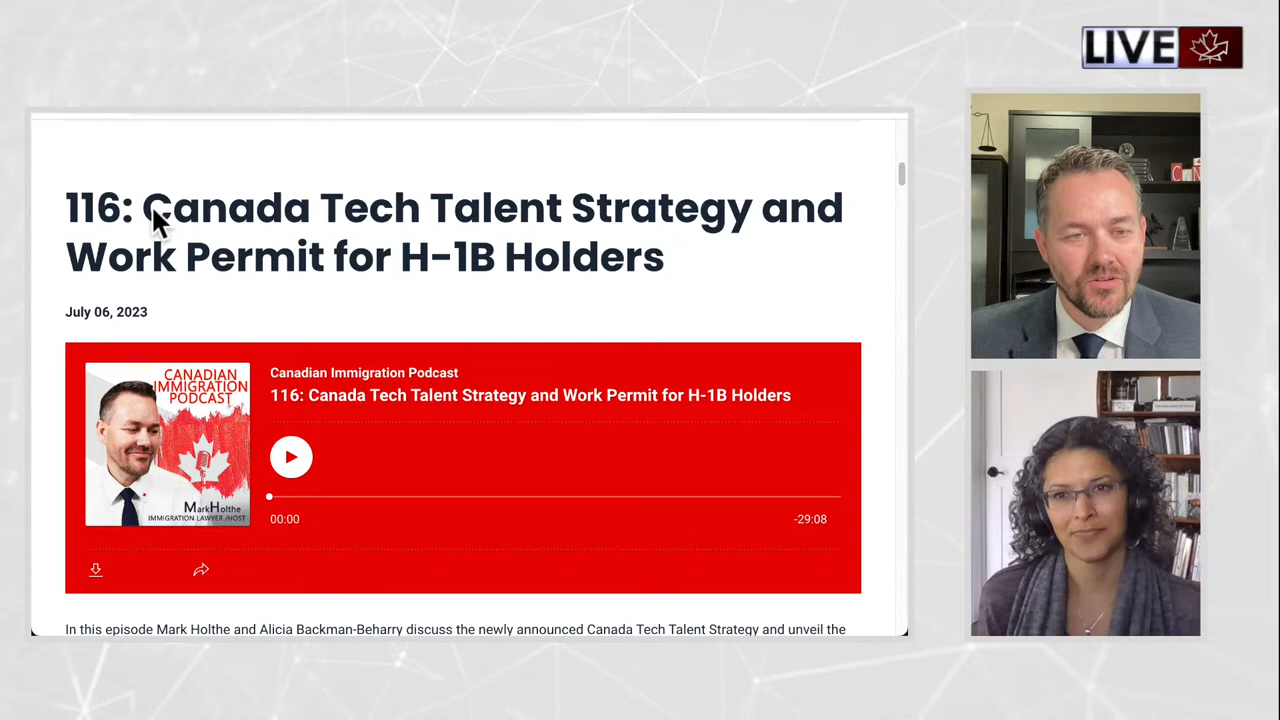 LIVE
116: Canada Tech Talent Strategy and
Work Permit for H-1B Holders
July 06, 2023
CANADIAN
IMMIGRATION
PODCAST
MarkHolthe
IMMIGRATION LAWYER /HOST
Canadian Immigration Podcast
116: Canada Tech Talent Strategy and Work Permit for H-1B Holders
00:00
-29:08
In this episode Mark Holthe and Alicia Backman-Beharry discuss the newly announced Canada Tech Talent Strategy and unveil the